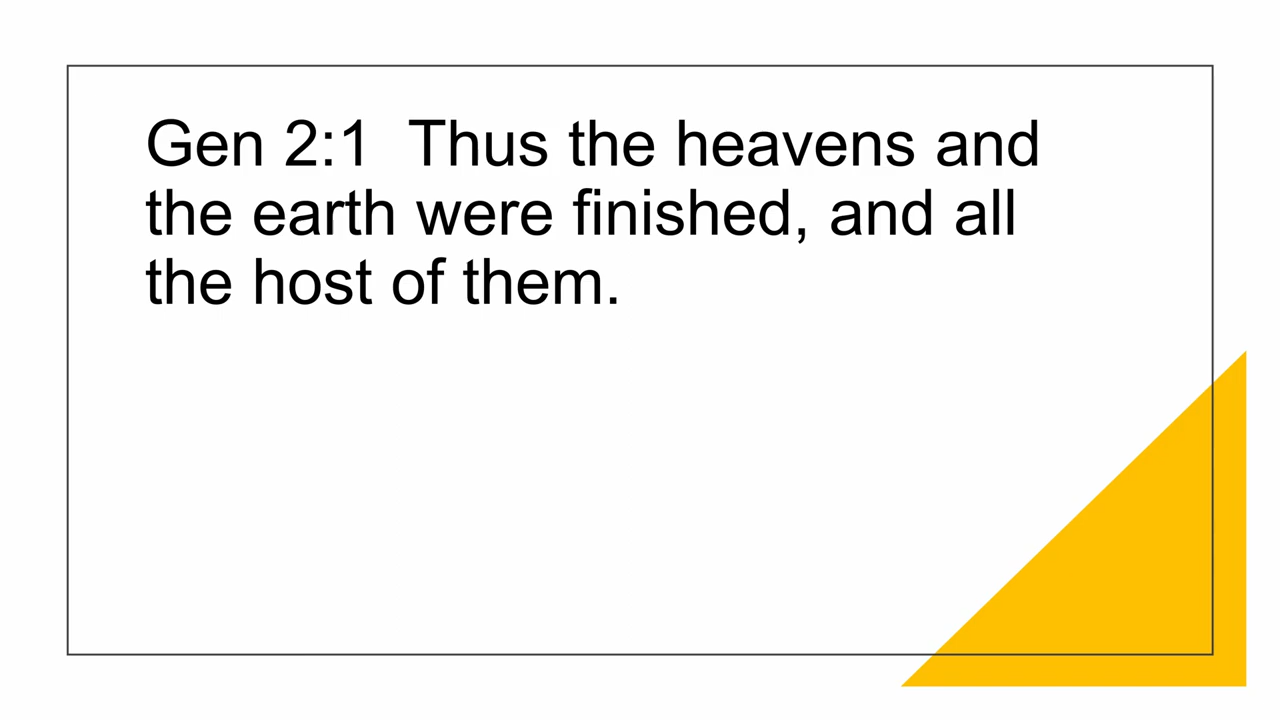 Gen 2:1  Thus the heavens and
the earth were finished, and all
the host of them.